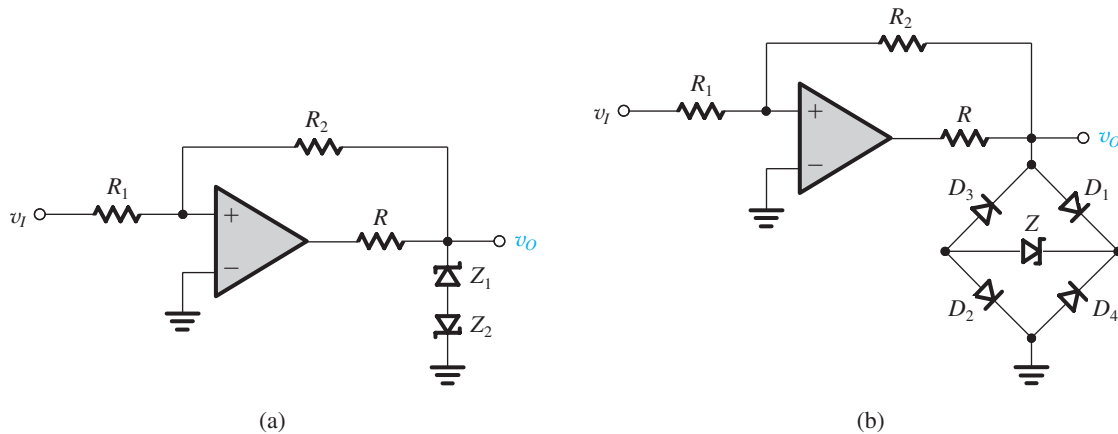 R2
R1
vI
+
−
R
vO
Z1
Z2
(a)
R2
R1
vI
+
−
R
vO
D3
D1
Z
D2
D4
(b)